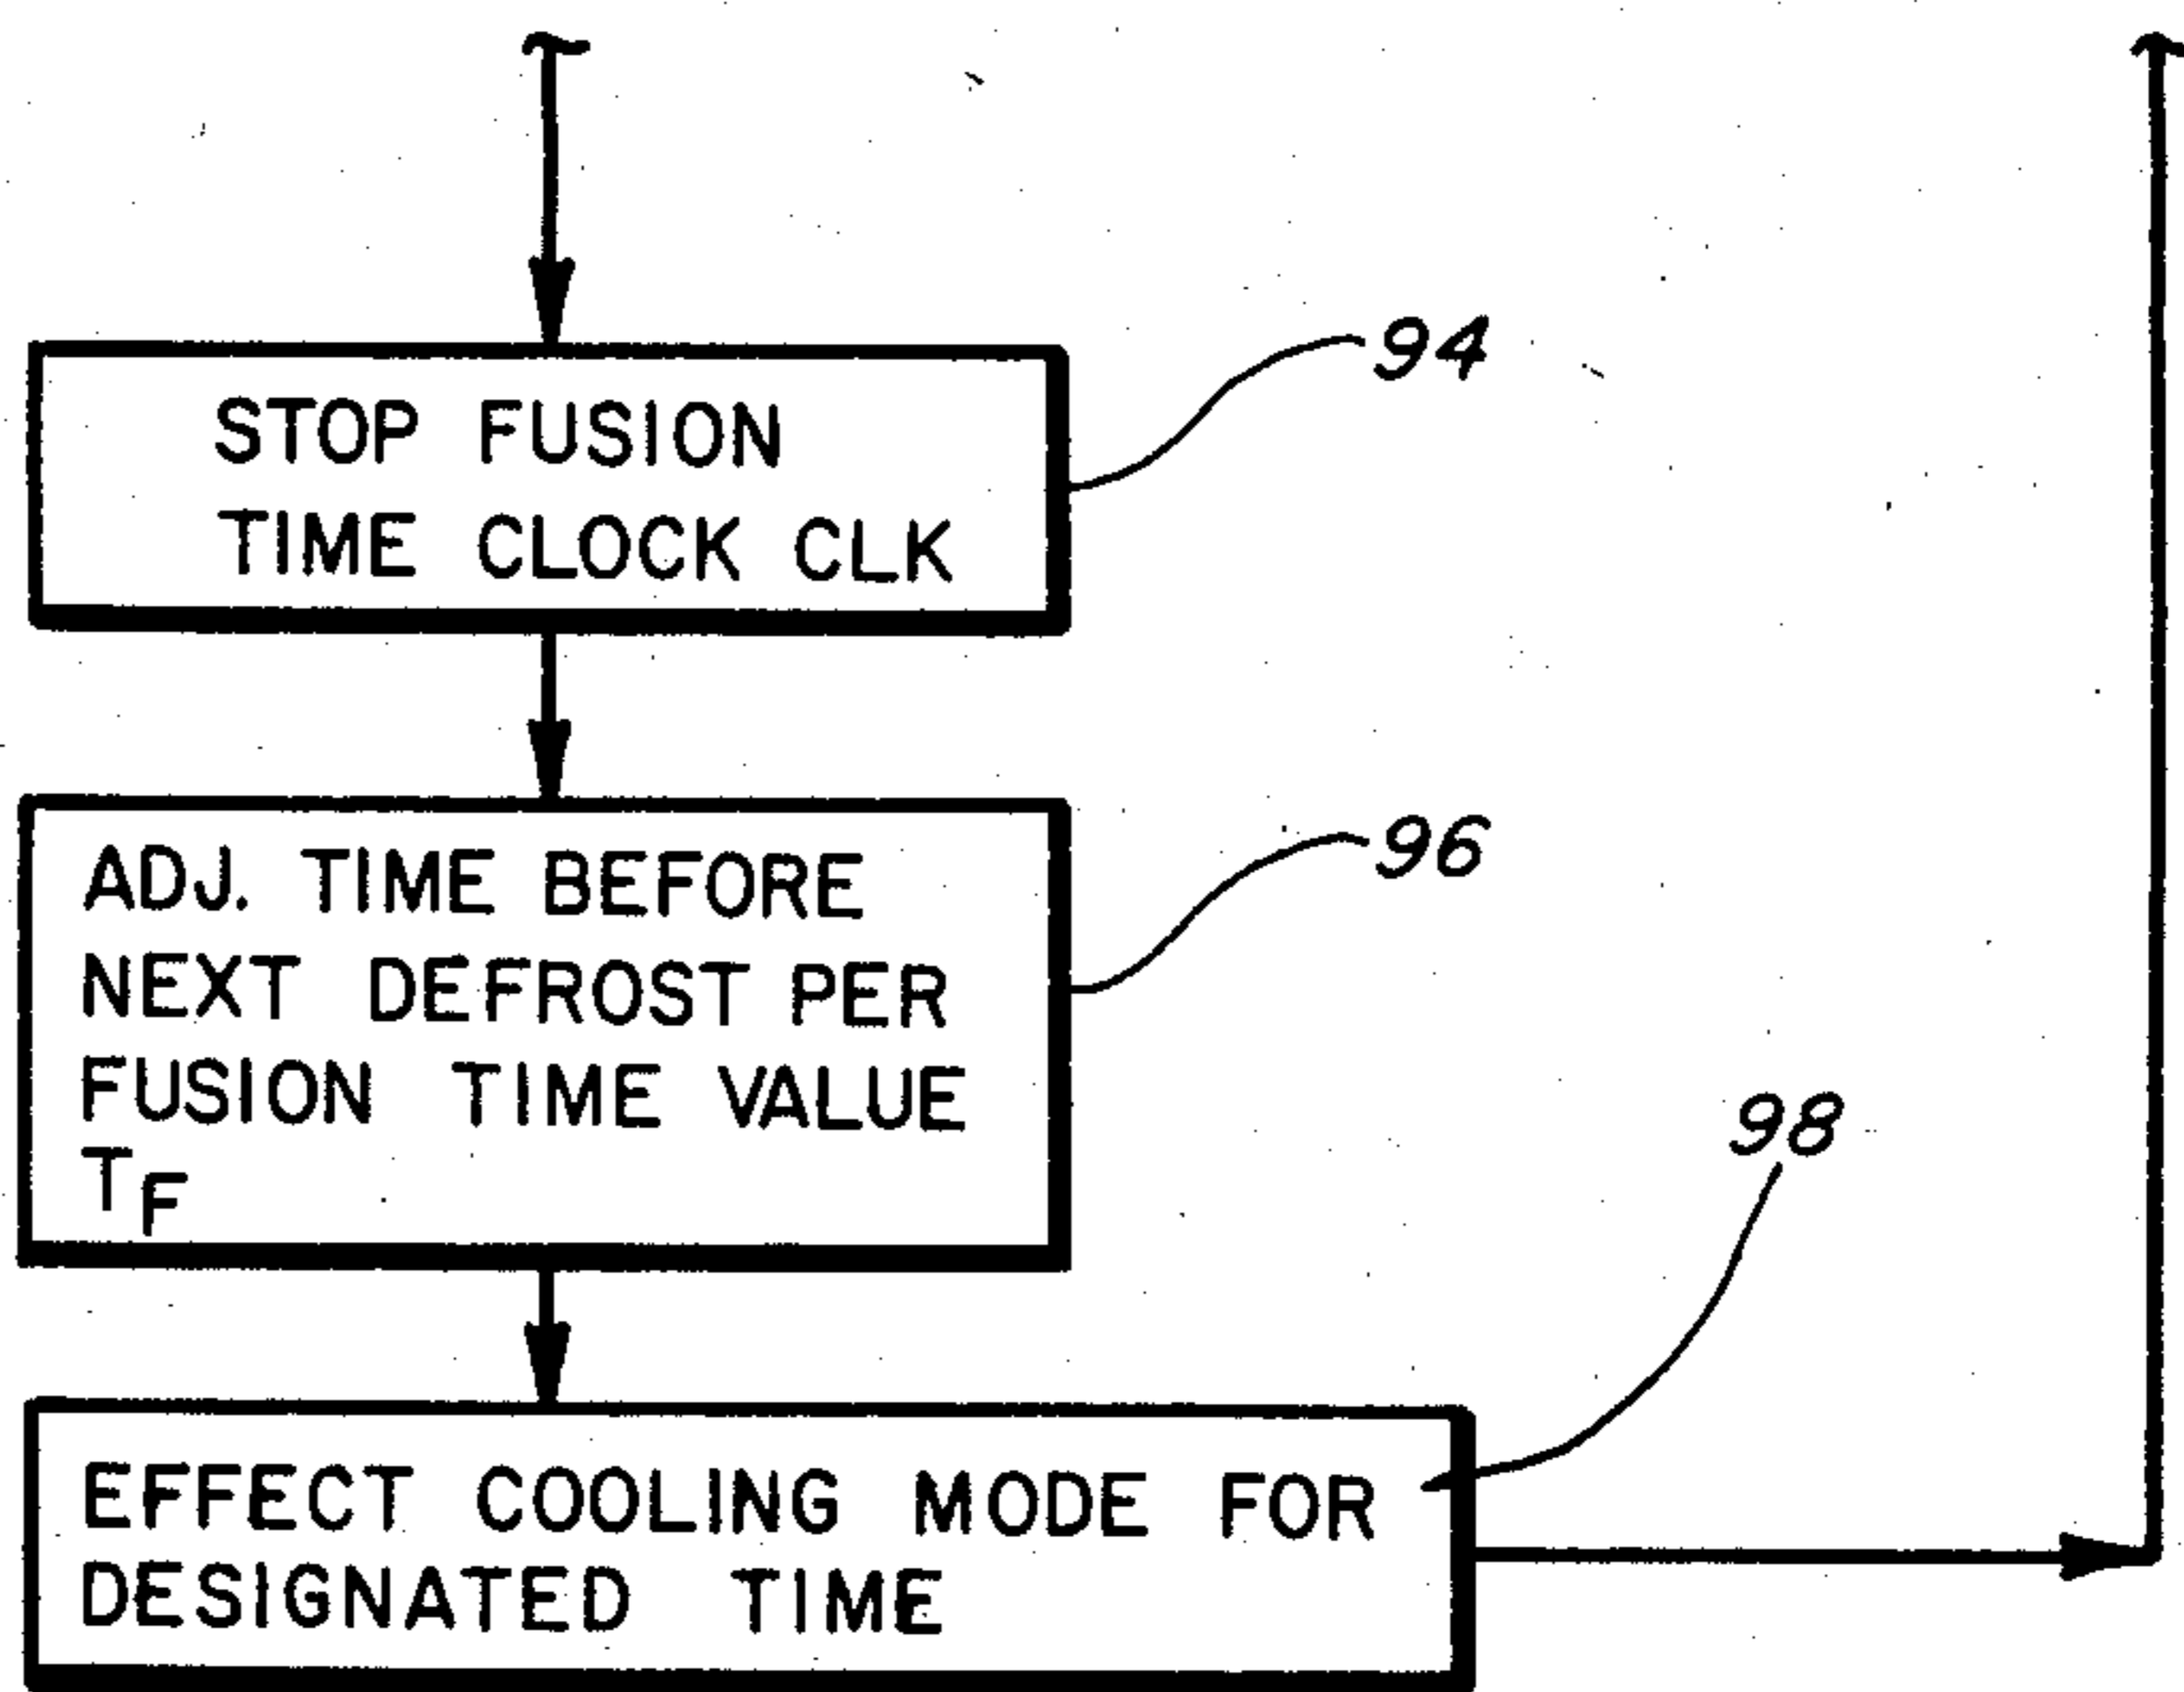 94
STOP FUSION
TIME CLOCK CLK
96
ADJ. TIME BEFORE
NEXT DEFROST PER
FUSION TIME VALUE
TF
98
EFFECT COOLING MODE FOR
DESIGNATED TIME